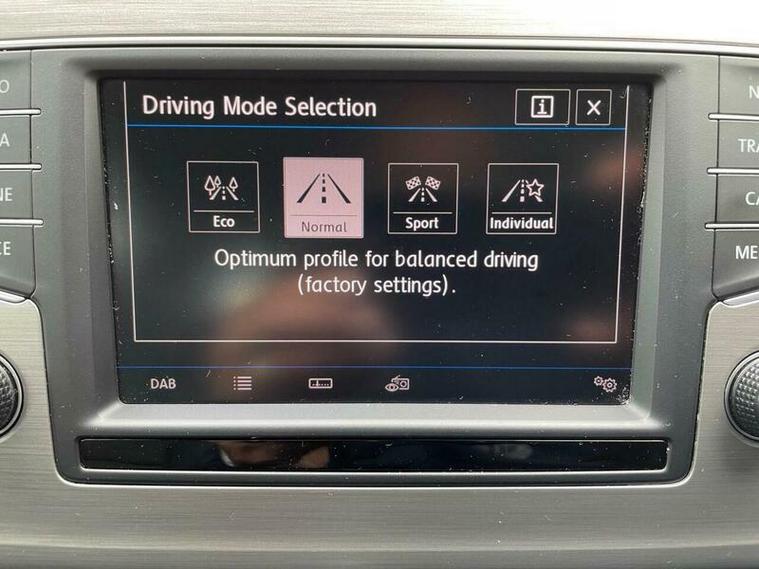 Driving Mode Selection
i X
Eco Normal Sport Individual
Optimum profile for balanced driving
(factory settings).
DAB